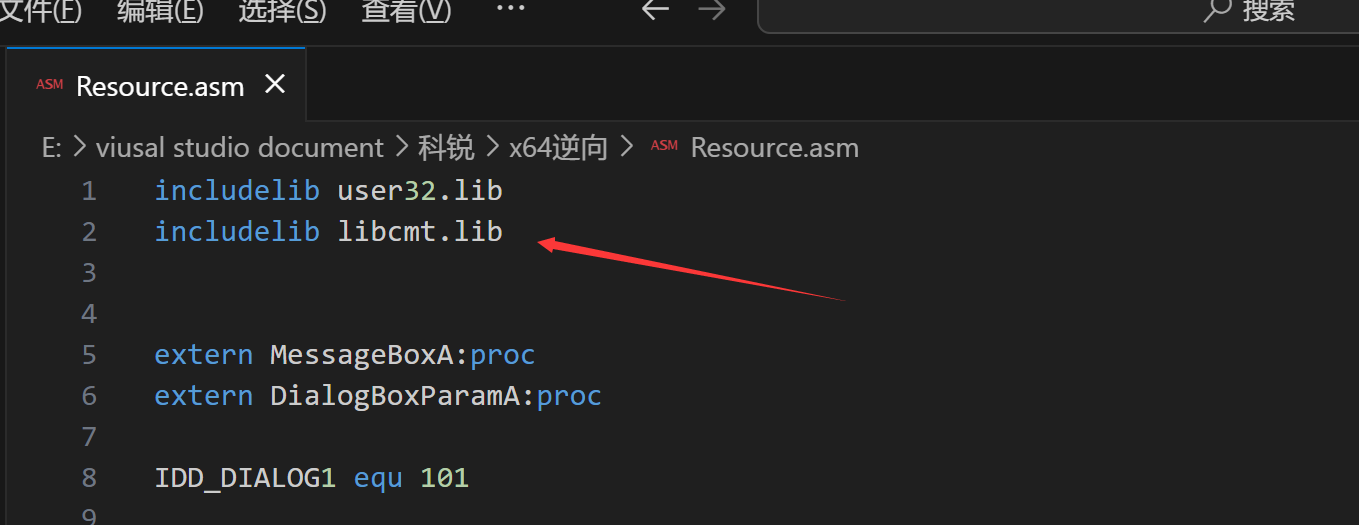 文件(F) 编辑(E) 选择(S) 查看(V) ··· 搜索
ASM Resource.asm
E: > viusal studio document > 科锐 > x64逆向 > ASM Resource.asm
1 includelib user32.lib
2 includelib libcmt.lib
3
4
5 extern MessageBoxA:proc
6 extern DialogBoxParamA:proc
7
8 IDD_DIALOG1 equ 101
9